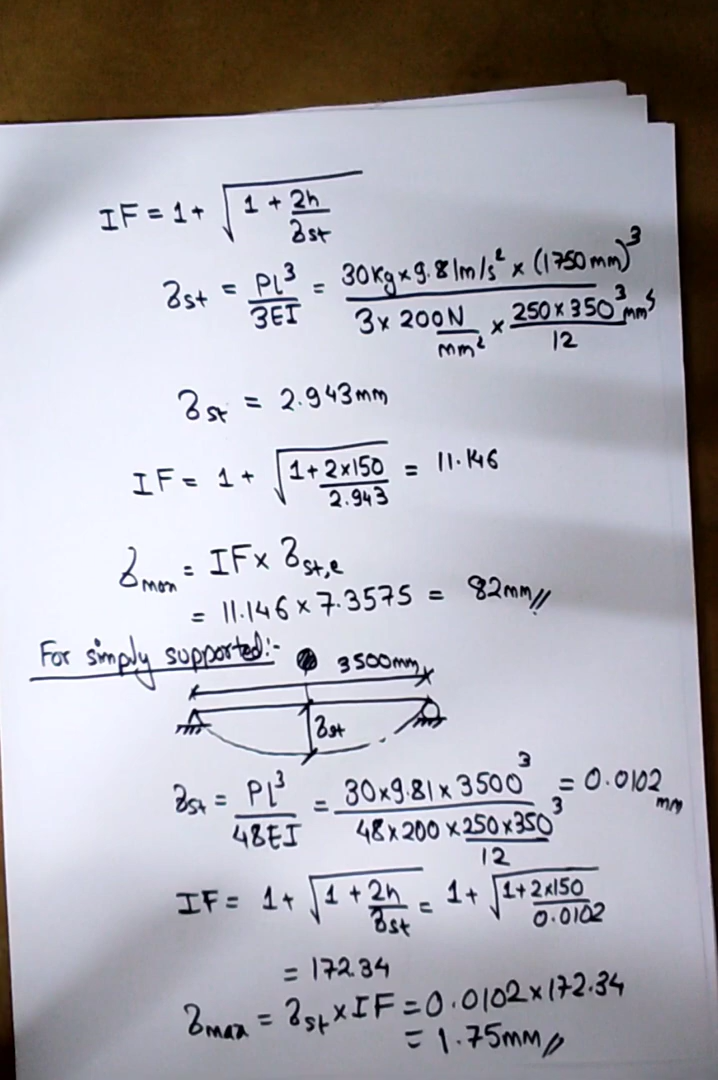 IF = 1 + √(1 + 2h/δst)
δst = Pl³/3EI = 30Kg × 9.81m/s² × (1750mm)³ / 3 × 200N/mm² × 250 × 350³/12 mm⁴
δst = 2.943mm
IF = 1 + √(1 + 2×150/2.943) = 11.146
δmax = IF × δst,e
= 11.146 × 7.3575 = 82mm//
For simply supported:-
3500mm
δst
δst = Pl³/48EI = 30×9.81×3500³ / 48×200×250×350³/12 = 0.0102 mm
IF = 1 + √(1 + 2h/δst) = 1 + √(1 + 2×150/0.0102)
= 172.34
δmax = δst × IF = 0.0102 × 172.34
= 1.75mm//